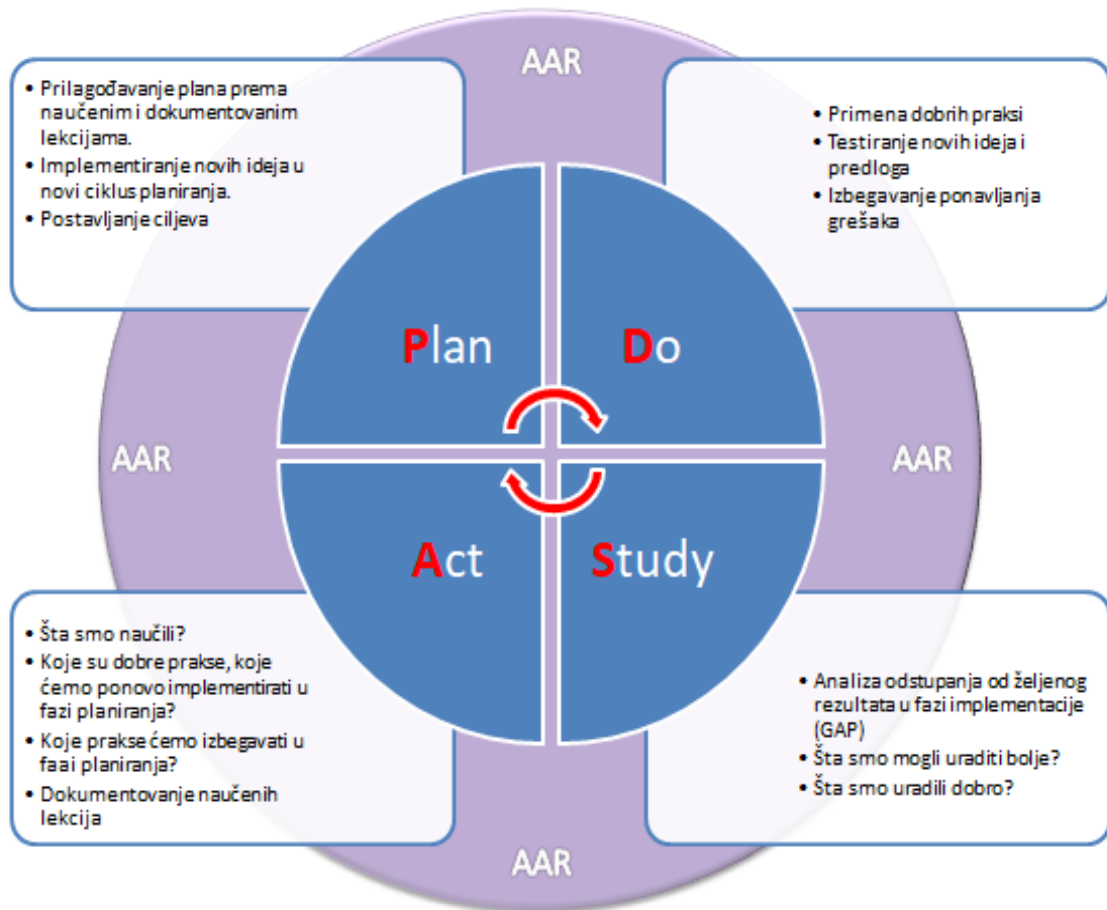 AAR
• Prilagođavanje plana prema
naučenim i dokumentovanim
lekcijama.
• Implementiranje novih ideja u
novi ciklus planiranja.
• Postavljanje ciljeva
• Primena dobrih praksi
• Testiranje novih ideja i
predloga
• Izbegavanje ponavljanja
grešaka
Plan
Do
AAR
AAR
Act
Study
• Šta smo naučili?
• Koje su dobre prakse, koje
ćemo ponovo implementirati u
fazi planiranja?
• Koje prakse ćemo izbegavati u
faai planiranja?
• Dokumentovanje naučenih
lekcija
• Analiza odstupanja od željenog
rezultata u fazi implementacije
(GAP)
• Šta smo mogli uraditi bolje?
• Šta smo uradili dobro?
AAR